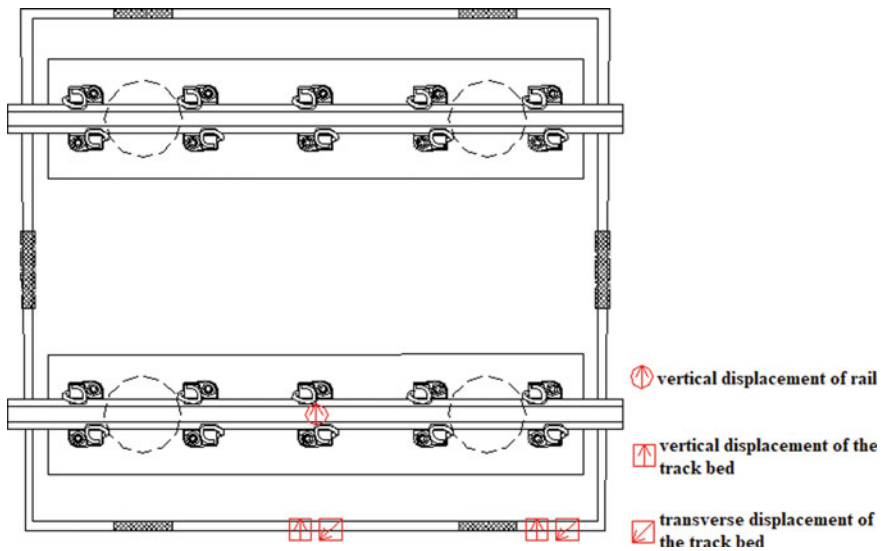 vertical displacement of rail
vertical displacement of the
track bed
transverse displacement of
the track bed